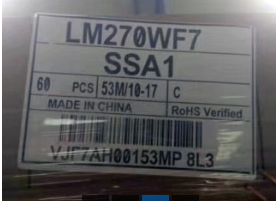 LM270WF7
SSA1
60 PCS 53M/10-17 C
MADE IN CHINA RoHS Verified
VJF7AH00153MP 8L3